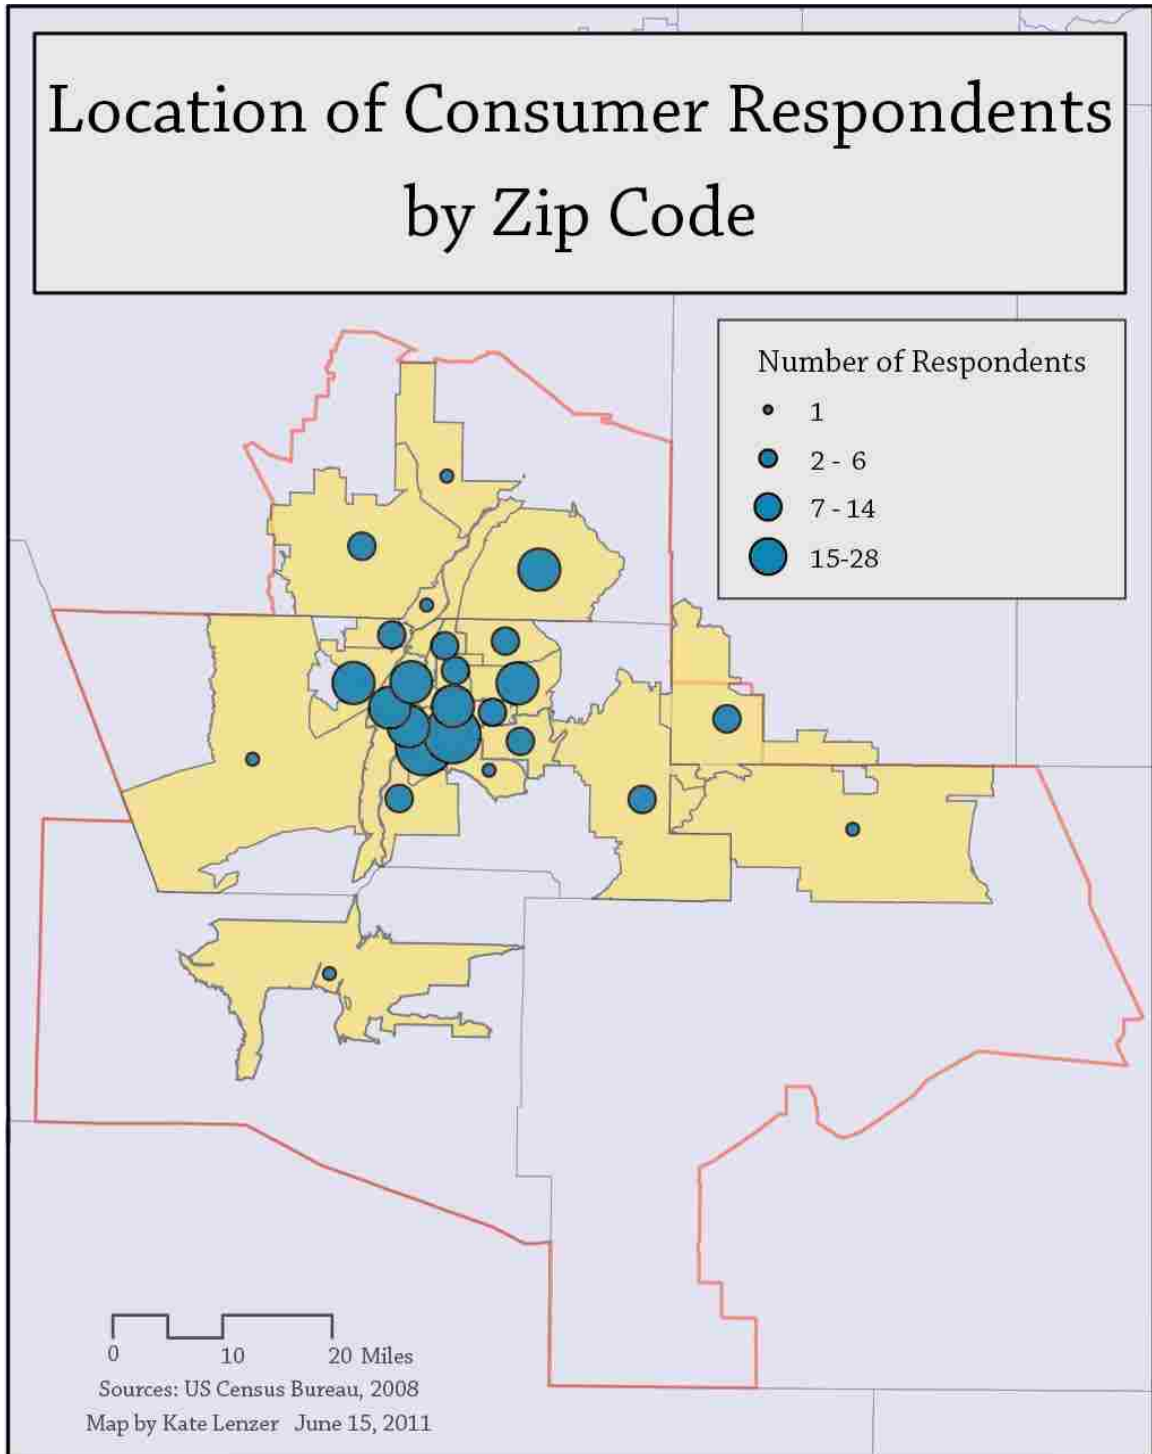 Location of Consumer Respondents
by Zip Code
Number of Respondents
1
2 - 6
7 - 14
15-28
0 10 20 Miles
Sources: US Census Bureau, 2008
Map by Kate Lenzer June 15, 2011